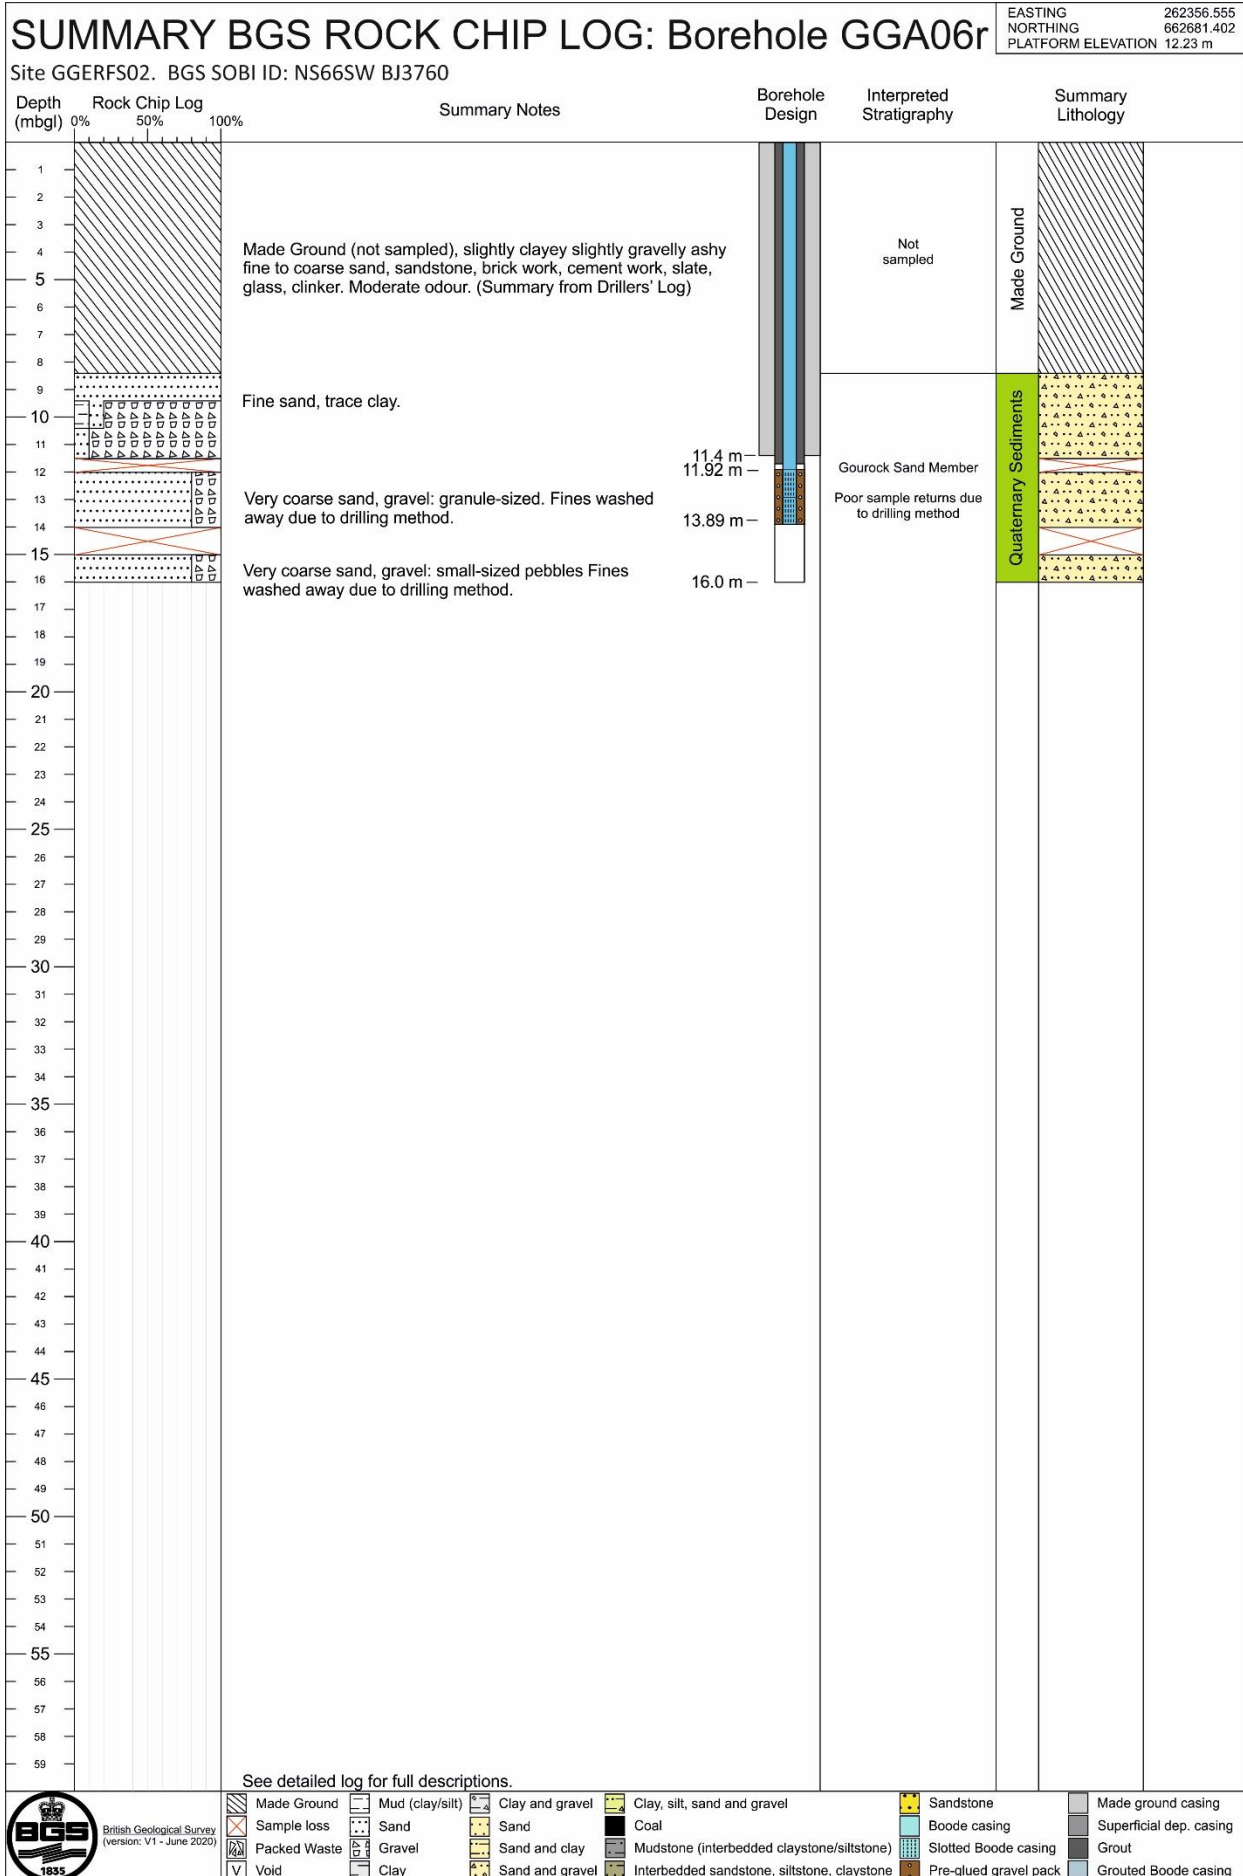 SUMMARY BGS ROCK CHIP LOG: Borehole GGA06r
EASTING 262356.555
NORTHING 662681.402
PLATFORM ELEVATION 12.23 m
Site GGERFS02. BGS SOBI ID: NS66SW BJ3760
Depth
(mbgl)
Rock Chip Log
0% 50% 100%
Summary Notes
Borehole
Design
Interpreted
Stratigraphy
Summary
Lithology
1
2
3
4
5
6
7
8
9
10
11
12
13
14
15
16
17
18
19
20
21
22
23
24
25
26
27
28
29
30
31
32
33
34
35
36
37
38
39
40
41
42
43
44
45
46
47
48
49
50
51
52
53
54
55
56
57
58
59
Made Ground (not sampled), slightly clayey slightly gravelly ashy
fine to coarse sand, sandstone, brick work, cement work, slate,
glass, clinker. Moderate odour. (Summary from Drillers' Log)
Fine sand, trace clay.
Very coarse sand, gravel: granule-sized. Fines washed
away due to drilling method.
Very coarse sand, gravel: small-sized pebbles Fines
washed away due to drilling method.
11.4 m
11.92 m
13.89 m
16.0 m
Not
sampled
Gourock Sand Member
Poor sample returns due
to drilling method
Made Ground
Quaternary Sediments
See detailed log for full descriptions.
BGS
1835
British Geological Survey
(version: V1 - June 2020)
Made Ground
Sample loss
Packed Waste
V Void
Mud (clay/silt)
Sand
Gravel
Clay
Clay and gravel
Sand
Sand and clay
Sand and gravel
Clay, silt, sand and gravel
Coal
Mudstone (interbedded claystone/siltstone)
Interbedded sandstone, siltstone, claystone
Sandstone
Boode casing
Slotted Boode casing
Pre-glued gravel pack
Made ground casing
Superficial dep. casing
Grout
Grouted Boode casing